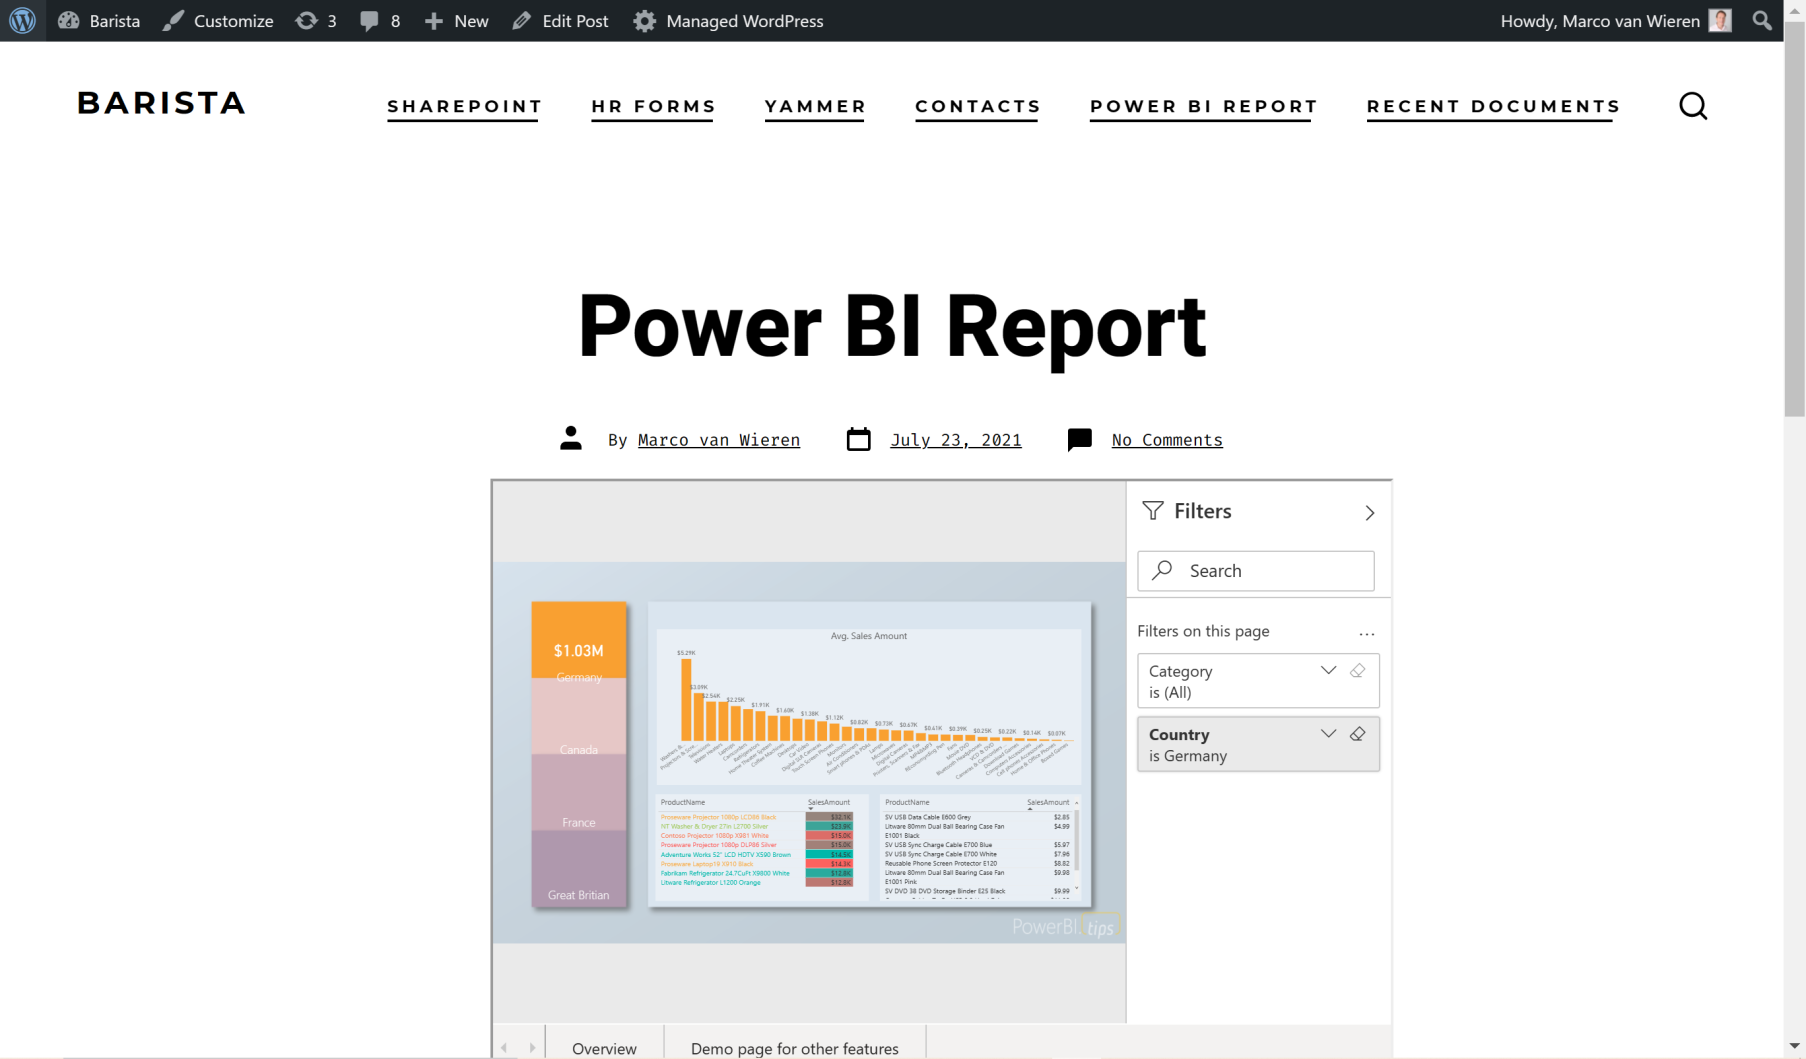 Barista Customize 3 8 New Edit Post Managed WordPress Howdy, Marco van Wieren
BARISTA SHAREPOINT HR FORMS YAMMER CONTACTS POWER BI REPORT RECENT DOCUMENTS
Power BI Report
By Marco van Wieren July 23, 2021 No Comments
Filters
Search
Filters on this page ...
Category
is (All)
Country
is Germany
$1.03M
Germany
Canada
France
Great Britian
Avg. Sales Amount
$5.29K
$3.09K
$2.54K
$2.25K
$1.91K
$1.60K
$1.38K
$1.12K
$0.82K
$0.73K
$0.67K
$0.61K
$0.39K
$0.25K
$0.22K
$0.14K
$0.07K
ProductName SalesAmount
Proseware Projector 1080p LCD86 Black $32.1K
NT Washer & Dryer 27in L2700 Silver $23.8K
Contoso Projector 1080p X981 White $15.0K
Proseware Projector 1080p DLP86 Silver $15.0K
Adventure Works 52" LCD HDTV X590 Brown $14.5K
Proseware Laptop19 X910 Black $14.3K
Fabrikam Refrigerator 24.7CuFt X9800 White $12.8K
Litware Refrigerator L1200 Orange $12.8K
ProductName SalesAmount
SV USB Data Cable E600 Grey $2.85
Litware 80mm Dual Ball Bearing Case Fan $4.99
E1001 Black
SV USB Sync Charge Cable E700 Blue $5.97
SV USB Sync Charge Cable E700 White $7.96
Reusable Phone Screen Protector E120 $8.82
Litware 80mm Dual Ball Bearing Case Fan $9.98
E1001 Pink
SV DVD 38 DVD Storage Binder E25 Black $9.99
PowerBI.tips
Overview Demo page for other features